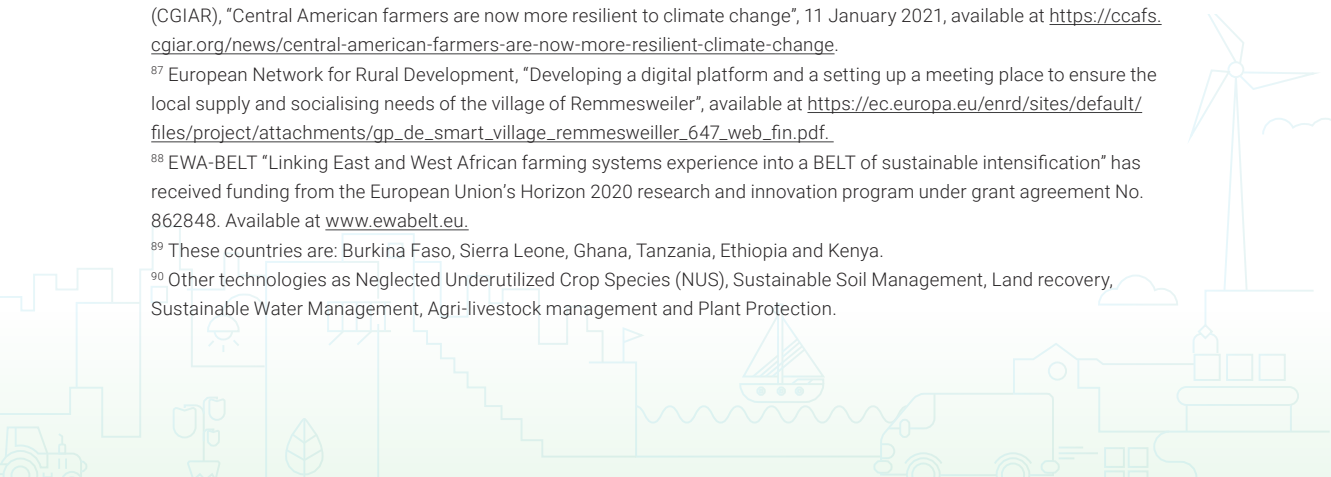 (CGIAR), “Central American farmers are now more resilient to climate change”, 11 January 2021, available at https://ccafs.
cgiar.org/news/central-american-farmers-are-now-more-resilient-climate-change.
87 European Network for Rural Development, “Developing a digital platform and a setting up a meeting place to ensure the
local supply and socialising needs of the village of Remmesweiler”, available at https://ec.europa.eu/enrd/sites/default/
files/project/attachments/gp_de_smart_village_remmesweiller_647_web_fin.pdf.
88 EWA-BELT “Linking East and West African farming systems experience into a BELT of sustainable intensification” has
received funding from the European Union’s Horizon 2020 research and innovation program under grant agreement No.
862848. Available at www.ewabelt.eu.
89 These countries are: Burkina Faso, Sierra Leone, Ghana, Tanzania, Ethiopia and Kenya.
90 Other technologies as Neglected Underutilized Crop Species (NUS), Sustainable Soil Management, Land recovery,
Sustainable Water Management, Agri-livestock management and Plant Protection.